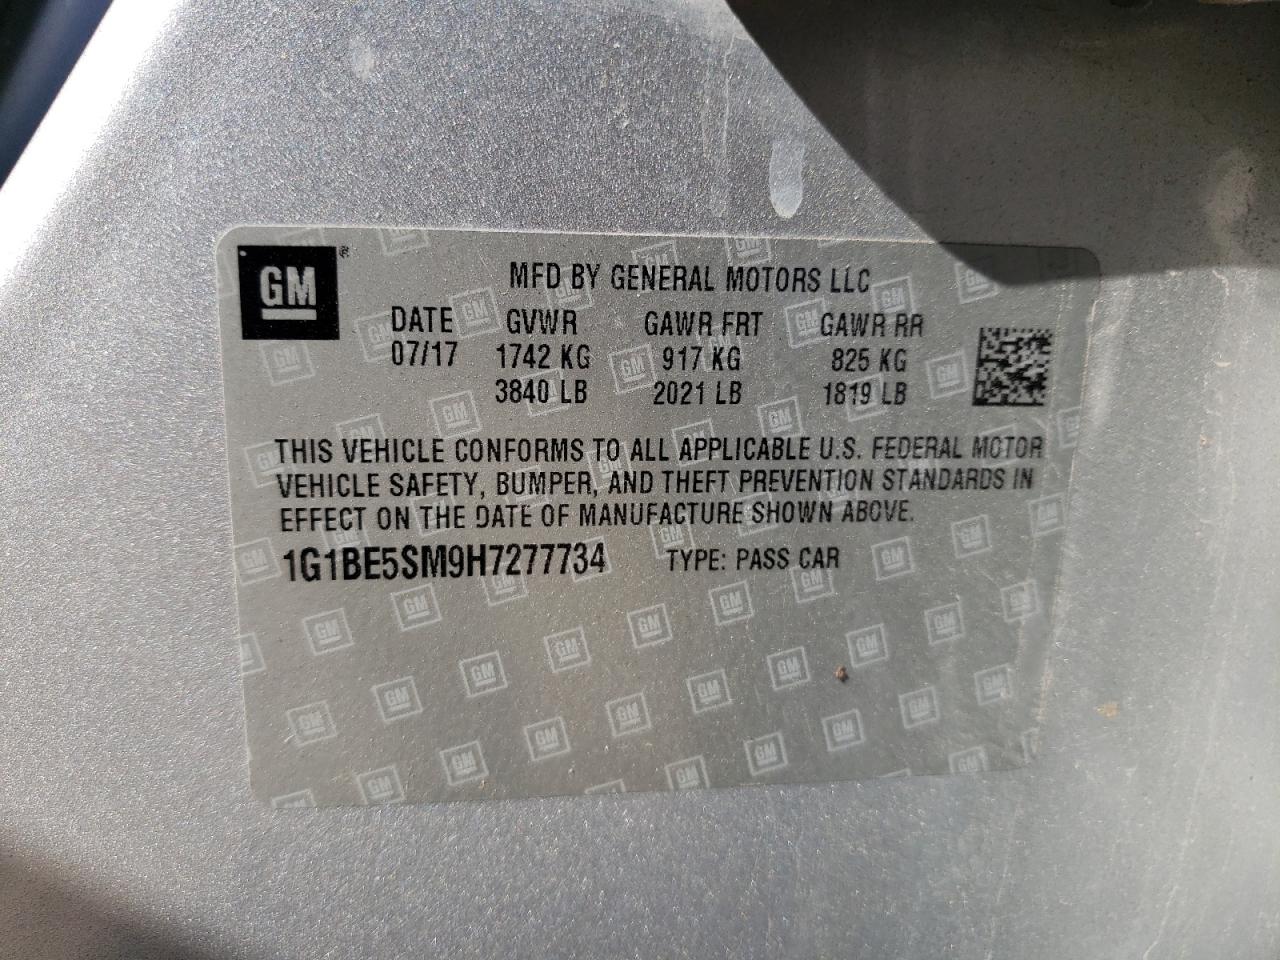 GM®
MFD BY GENERAL MOTORS LLC
DATE GVWR GAWR FRT GAWR RR
07/17 1742 KG 917 KG 825 KG
3840 LB 2021 LB 1819 LB
THIS VEHICLE CONFORMS TO ALL APPLICABLE U.S. FEDERAL MOTOR
VEHICLE SAFETY, BUMPER, AND THEFT PREVENTION STANDARDS IN
EFFECT ON THE DATE OF MANUFACTURE SHOWN ABOVE.
1G1BE5SM9H7277734 TYPE: PASS CAR